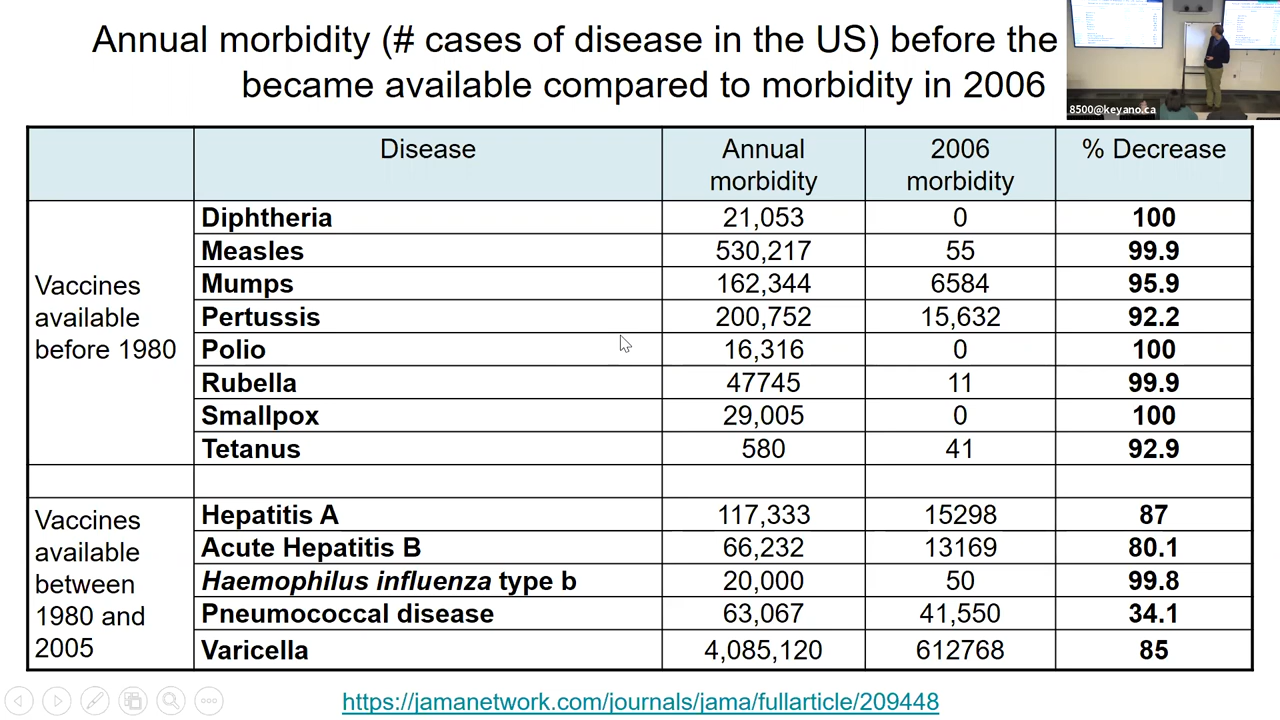 Annual morbidity (# cases of disease in the US) before the
became available compared to morbidity in 2006
8500@keyano.ca
Disease Annual morbidity 2006 morbidity % Decrease
Vaccines available before 1980
Diphtheria 21,053 0 100
Measles 530,217 55 99.9
Mumps 162,344 6584 95.9
Pertussis 200,752 15,632 92.2
Polio 16,316 0 100
Rubella 47745 11 99.9
Smallpox 29,005 0 100
Tetanus 580 41 92.9
Vaccines available between 1980 and 2005
Hepatitis A 117,333 15298 87
Acute Hepatitis B 66,232 13169 80.1
Haemophilus influenza type b 20,000 50 99.8
Pneumococcal disease 63,067 41,550 34.1
Varicella 4,085,120 612768 85
https://jamanetwork.com/journals/jama/fullarticle/209448